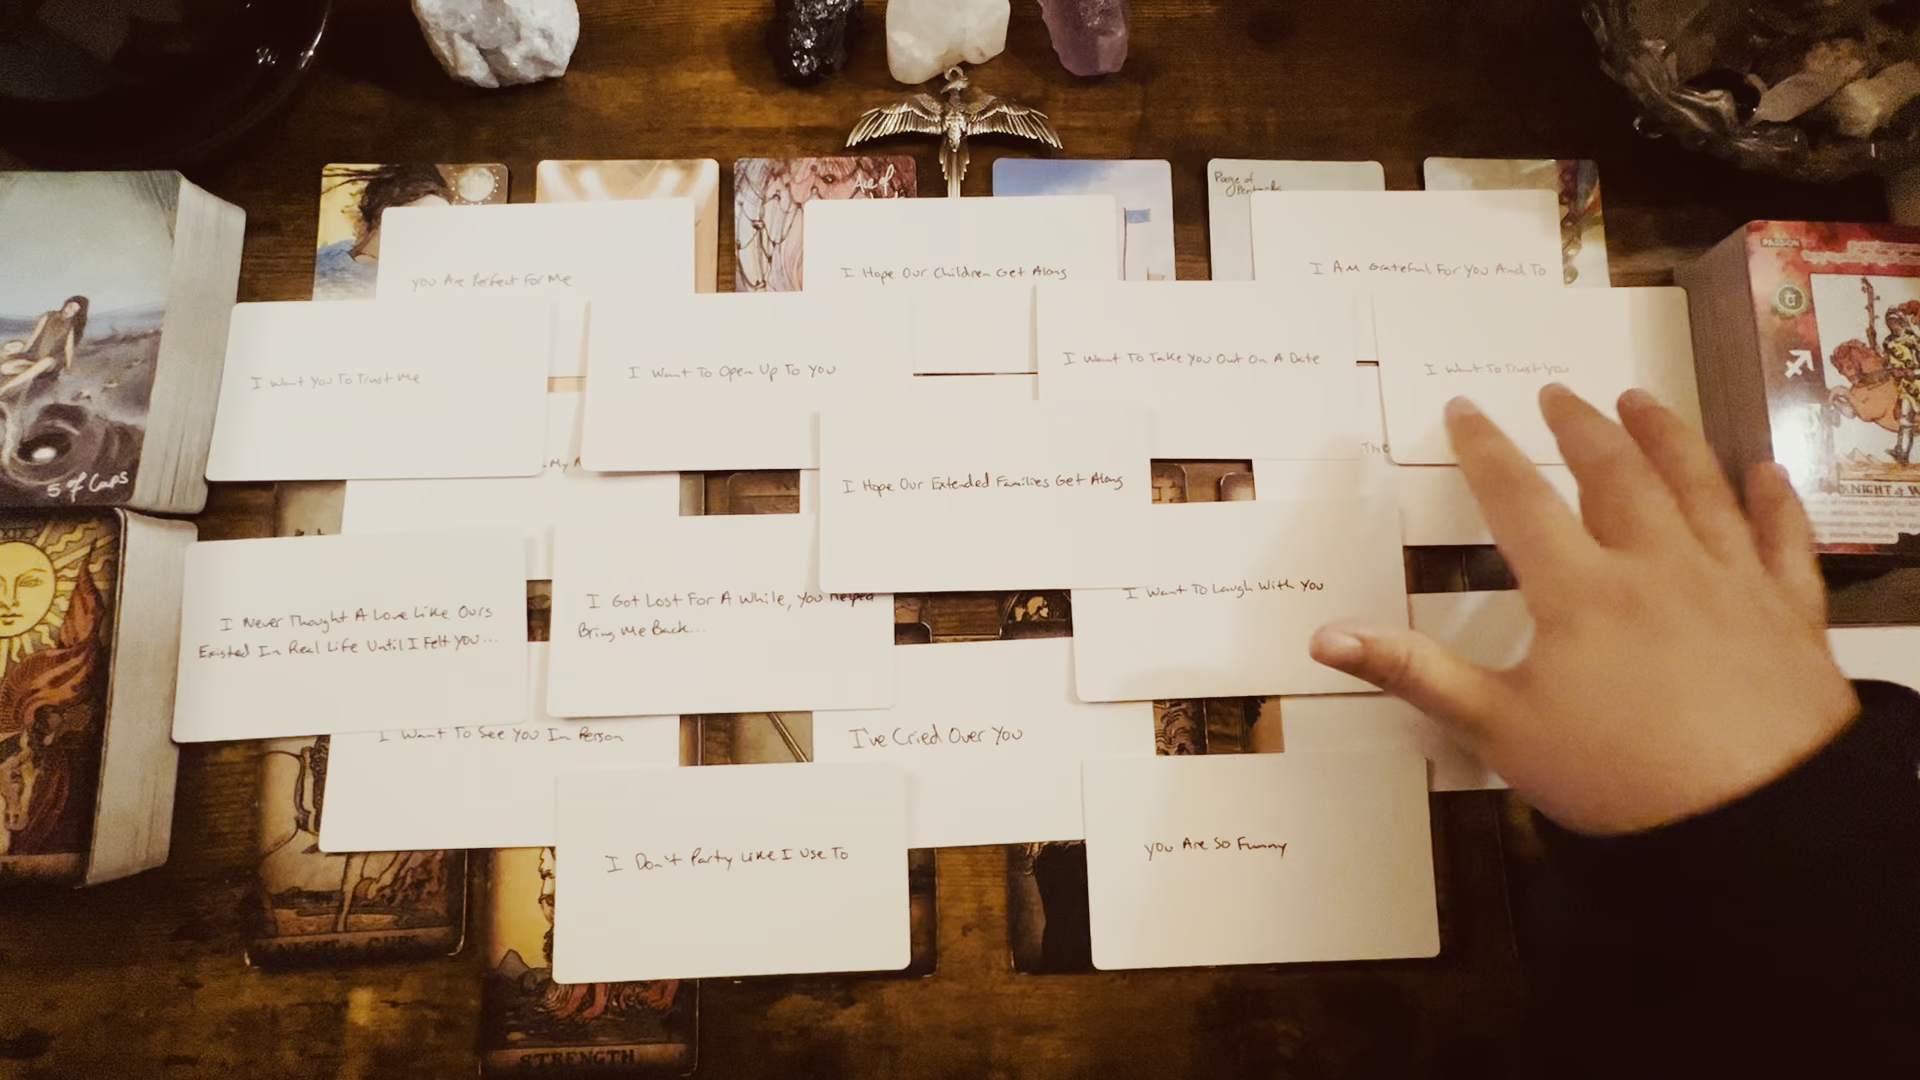 Ace of
Page of
Pentacles
PASSION
You Are Perfect For Me
I Hope Our Children Get Along
I Am Grateful For You And To
I Want You To Trust Me
I Want To Open Up To You
I Want To Take You Out On A Date
I Want To Trust You
My
The
5 of Cups
I Hope Our Extended Families Get Along
KNIGHT of W
I Never Thought A Love Like Ours
Existed In Real Life Until I Felt You...
I Got Lost For A While, You Helped
Bring Me Back...
I Want To Laugh With You
I Want To See You In Person
I've Cried Over You
I Don't Party Like I Use To
You Are So Funny
STRENGTH